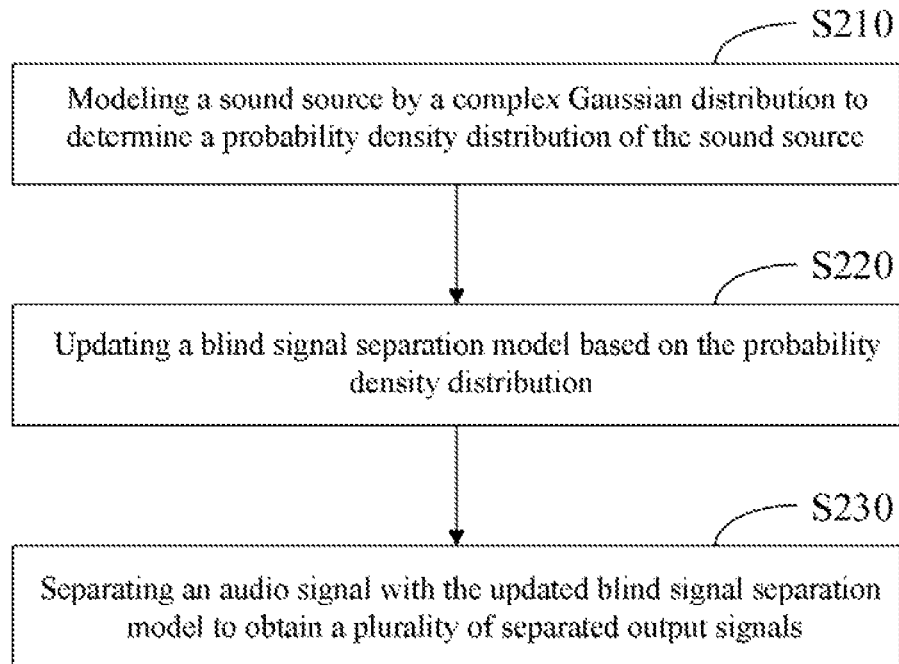 S210
Modeling a sound source by a complex Gaussian distribution to
determine a probability density distribution of the sound source
S220
Updating a blind signal separation model based on the probability
density distribution
S230
Separating an audio signal with the updated blind signal separation
model to obtain a plurality of separated output signals